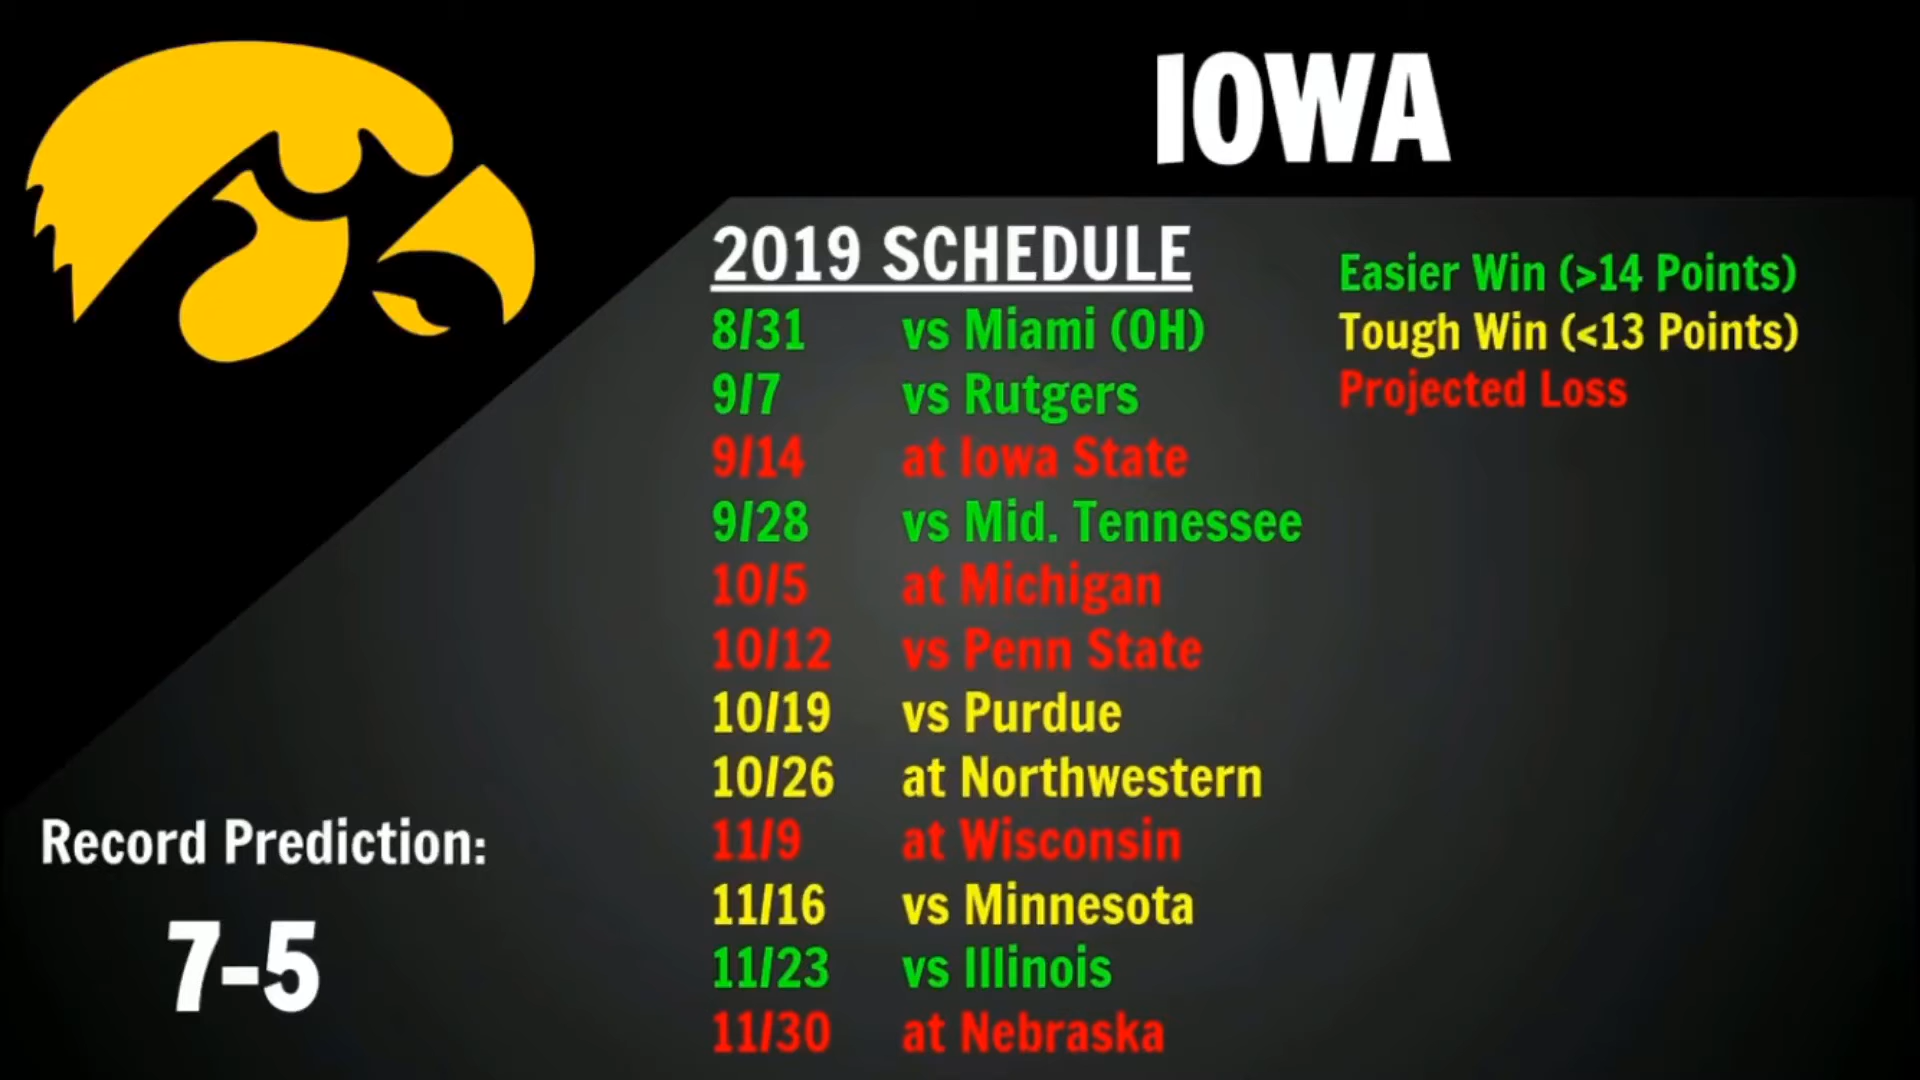 IOWA
2019 SCHEDULE
Easier Win (>14 Points)
Tough Win (<13 Points)
Projected Loss
8/31 vs Miami (OH)
9/7 vs Rutgers
9/14 at Iowa State
9/28 vs Mid. Tennessee
10/5 at Michigan
10/12 vs Penn State
10/19 vs Purdue
10/26 at Northwestern
11/9 at Wisconsin
11/16 vs Minnesota
11/23 vs Illinois
11/30 at Nebraska
Record Prediction:
7-5